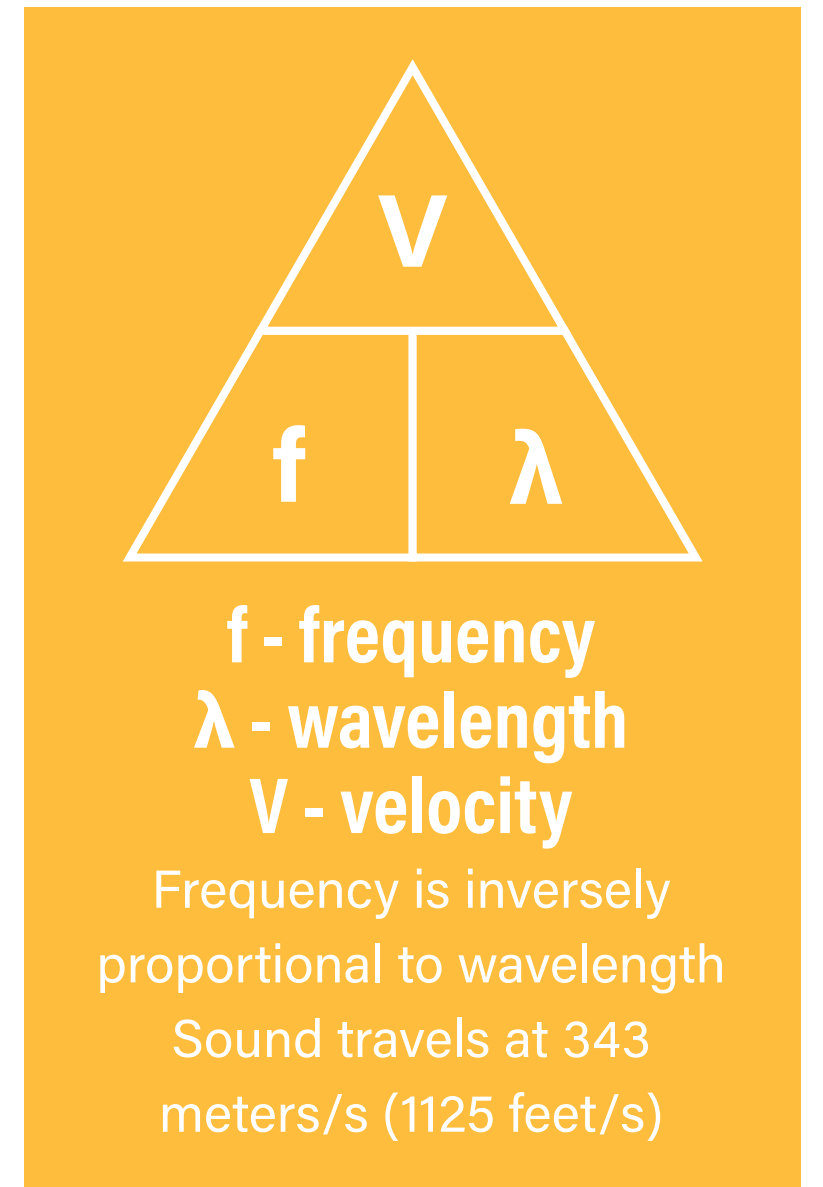 V
f λ
f - frequency
λ - wavelength
V - velocity
Frequency is inversely
proportional to wavelength
Sound travels at 343
meters/s (1125 feet/s)